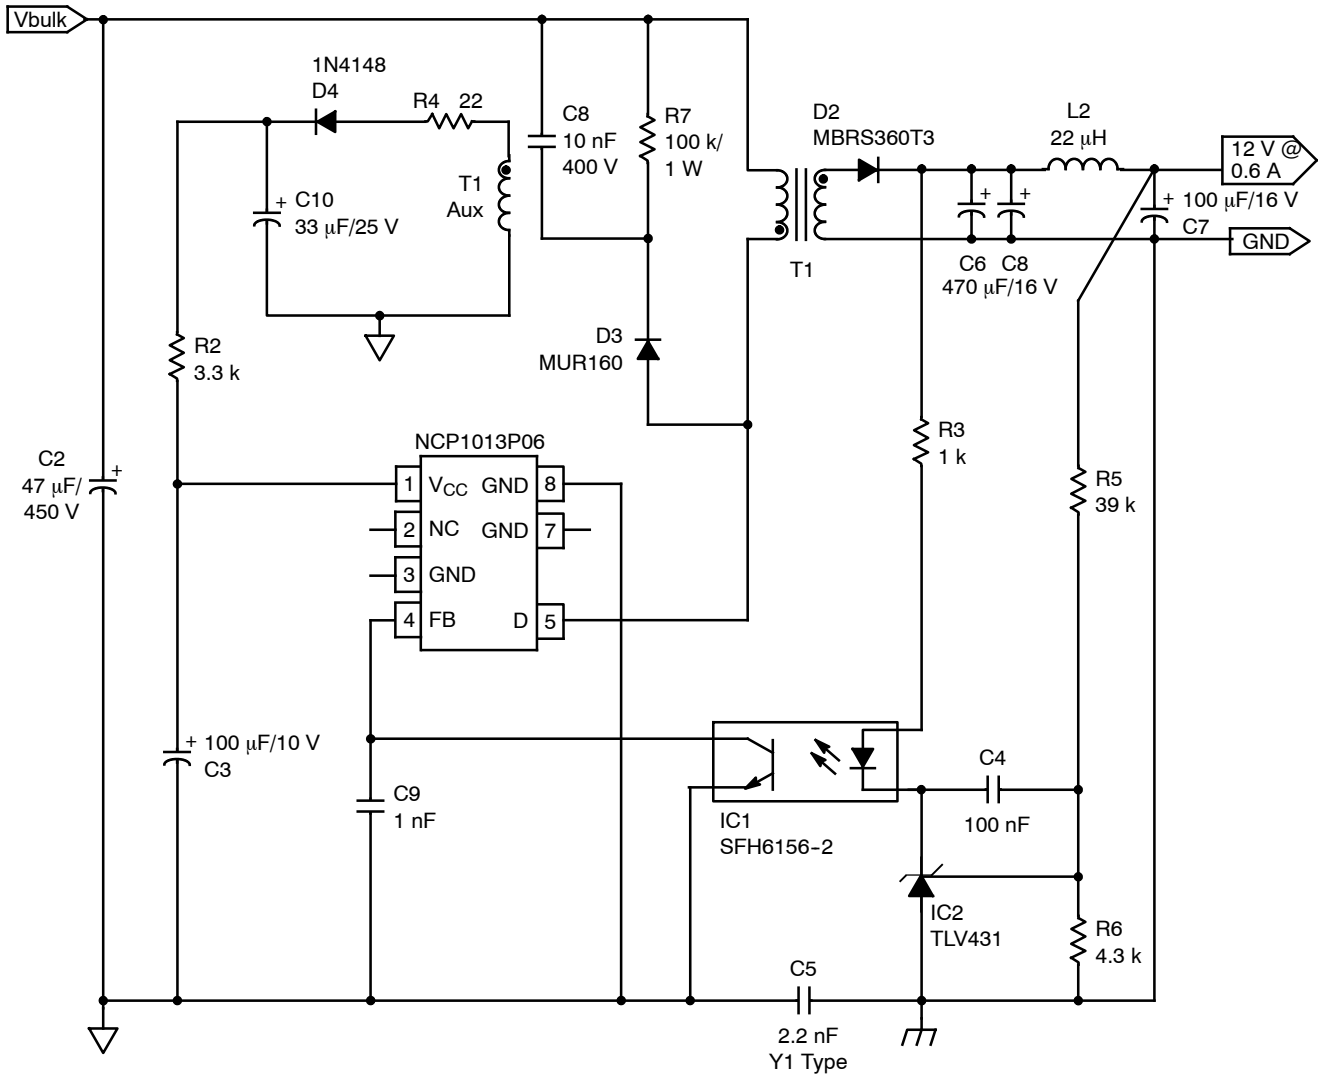 Vbulk
1N4148
D4
R4 22
C8
10 nF
400 V
R7
100 k/
1 W
D2
MBRS360T3
L2
22 μH
12 V @
0.6 A
T1
Aux
+ C10
33 μF/25 V
+
+
+ 100 μF/16 V
C7
GND
T1
C6 C8
470 μF/16 V
R2
3.3 k
D3
MUR160
R3
1 k
NCP1013P06
C2
47 μF/
450 V
+
1 VCC GND 8
2 NC GND 7
3 GND
4 FB D 5
R5
39 k
+ 100 μF/10 V
C3
C9
1 nF
IC1
SFH6156-2
C4
100 nF
IC2
TLV431
R6
4.3 k
C5
2.2 nF
Y1 Type